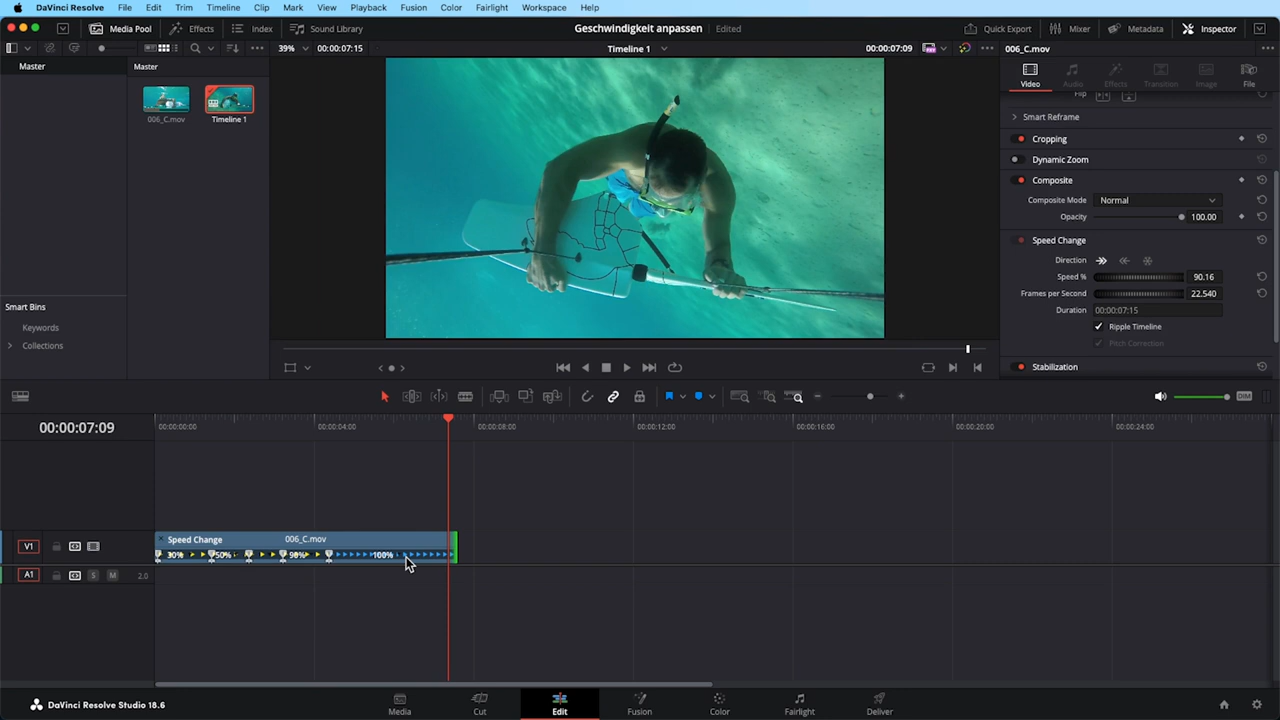 DaVinci Resolve File Edit Trim Timeline Clip Mark View Playback Fusion Color Fairlight Workspace Help
Media Pool Effects Index Sound Library Geschwindigkeit anpassen Edited Quick Export Mixer Metadata Inspector
39% 00:00:07:15 Timeline 1 00:00:07:09 006_C.mov
Master Master
Video Audio Effects Transition Image File
006_C.mov Timeline 1
Flip
Smart Reframe
Cropping
Dynamic Zoom
Composite
Composite Mode Normal
Opacity 100.00
Speed Change
Direction
Speed % 90.16
Frames per Second 22.540
Duration 00:00:07:15
Ripple Timeline
Pitch Correction
Stabilization
Smart Bins
Keywords
Collections
DIM
00:00:07:09 00:00:00:00 00:00:04:00 00:00:08:00 00:00:12:00 00:00:16:00 00:00:20:00 00:00:24:00
V1 Speed Change 006_C.mov
30% 50% 98% 100%
A1 S M 2.0
DaVinci Resolve Studio 18.6 Media Cut Edit Fusion Color Fairlight Deliver